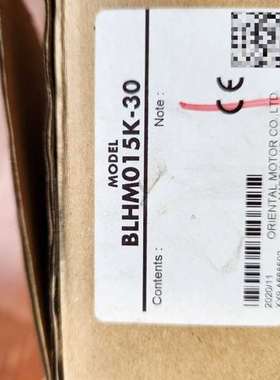 MODEL
BLHM015K-30
Note :
CE
Contents :
ORIENTAL MOTOR CO.,LTD.
2020/11